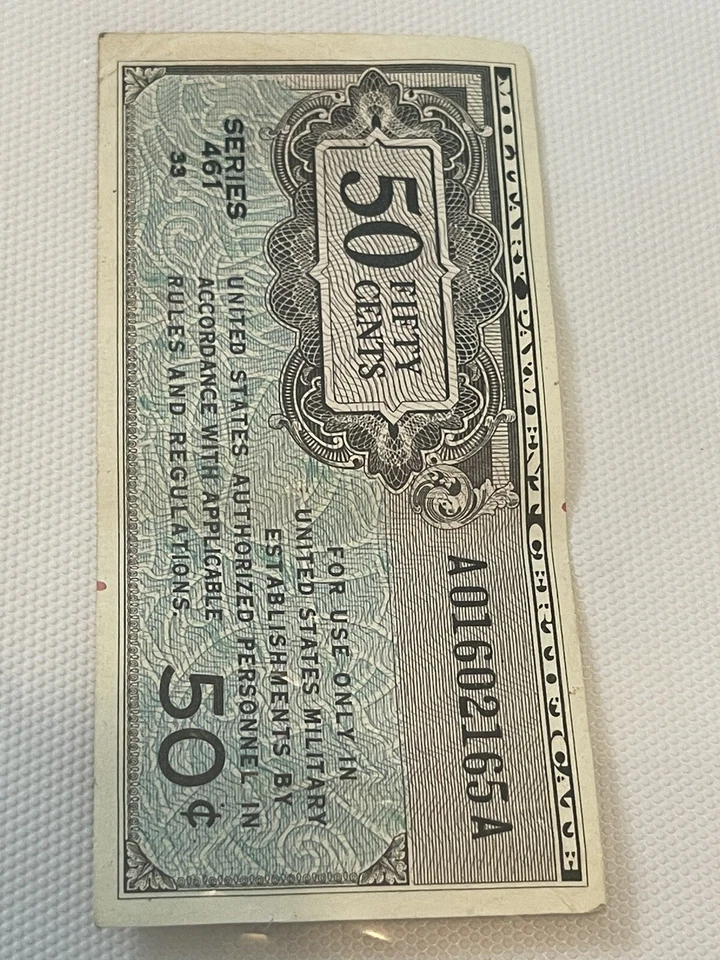 A01602165A
50 FIFTY
CENTS
FOR USE ONLY IN
UNITED STATES MILITARY
ESTABLISHMENTS BY
UNITED STATES AUTHORIZED PERSONNEL IN
ACCORDANCE WITH APPLICABLE
RULES AND REGULATIONS.
SERIES
461
33
50¢